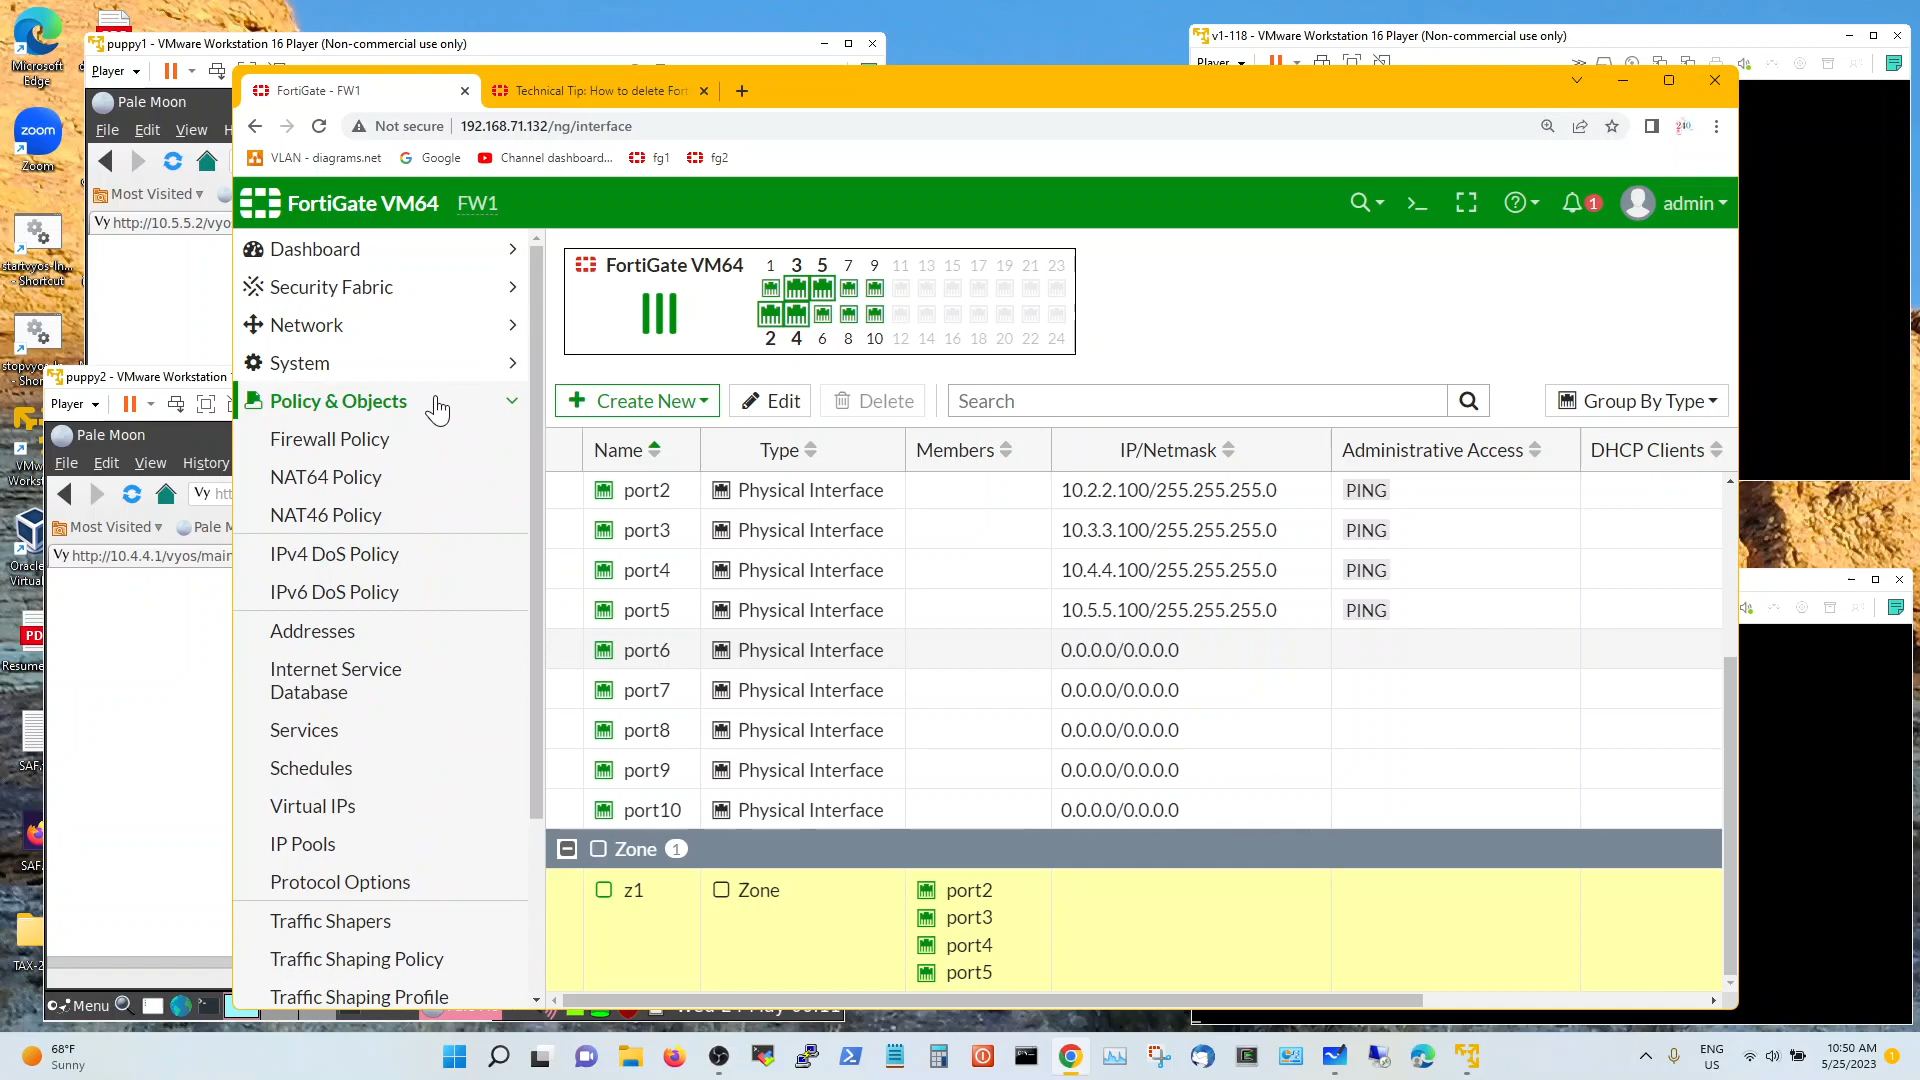 Microsoft
Edge
zoom
Zoom
startvyos-In...
- Shortcut
Resume
TAX-2
puppy1 - VMware Workstation 16 Player (Non-commercial use only)
Player
Pale Moon
File Edit View
Most Visited
http://10.5.5.2/vyo
puppy2 - VMware Workstation
Player
Pale Moon
File Edit View History
Most Visited Pale
http://10.4.4.1/vyos/main
Menu
v1-118 - VMware Workstation 16 Player (Non-commercial use only)
Player
FortiGate - FW1
Technical Tip: How to delete Fort
Not secure 192.168.71.132/ng/interface
VLAN - diagrams.net Google Channel dashboard... fg1 fg2
FortiGate VM64 FW1
1 admin
Dashboard
Security Fabric
Network
System
Policy & Objects
Firewall Policy
NAT64 Policy
NAT46 Policy
IPv4 DoS Policy
IPv6 DoS Policy
Addresses
Internet Service
Database
Services
Schedules
Virtual IPs
IP Pools
Protocol Options
Traffic Shapers
Traffic Shaping Policy
Traffic Shaping Profile
FortiGate VM64
1 3 5 7 9 11 13 15 17 19 21 23
2 4 6 8 10 12 14 16 18 20 22 24
Create New Edit Delete Search Group By Type
Name Type Members IP/Netmask Administrative Access DHCP Clients
port2 Physical Interface 10.2.2.100/255.255.255.0 PING
port3 Physical Interface 10.3.3.100/255.255.255.0 PING
port4 Physical Interface 10.4.4.100/255.255.255.0 PING
port5 Physical Interface 10.5.5.100/255.255.255.0 PING
port6 Physical Interface 0.0.0.0/0.0.0.0
port7 Physical Interface 0.0.0.0/0.0.0.0
port8 Physical Interface 0.0.0.0/0.0.0.0
port9 Physical Interface 0.0.0.0/0.0.0.0
port10 Physical Interface 0.0.0.0/0.0.0.0
Zone 1
z1 Zone port2
port3
port4
port5
68°F
Sunny
ENG
US
10:50 AM
5/25/2023
1